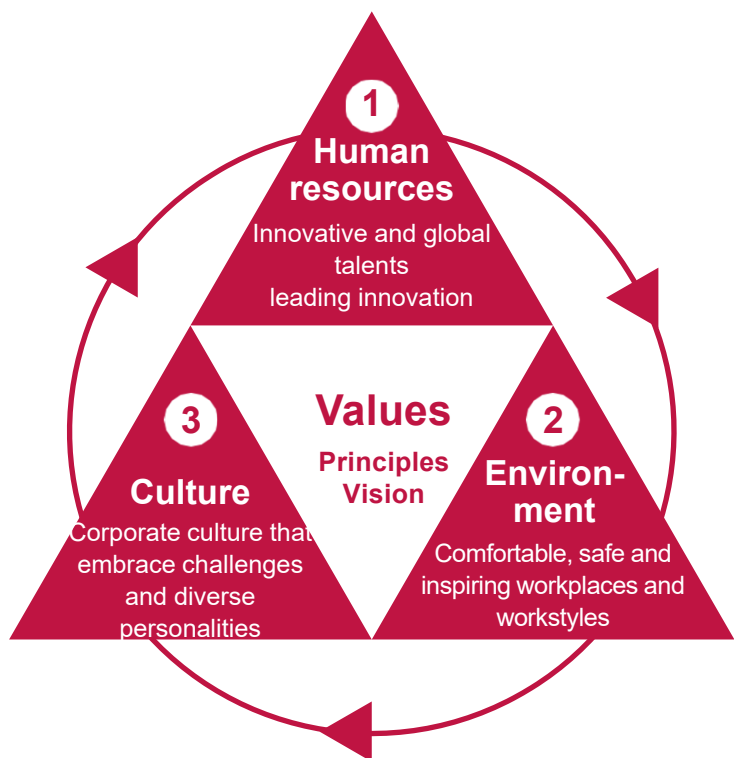 1
Human
resources
Innovative and global
talents
leading innovation
Values
Principles
Vision
3
Culture
Corporate culture that
embrace challenges
and diverse
personalities
2
Environ-
ment
Comfortable, safe and
inspiring workplaces and
workstyles